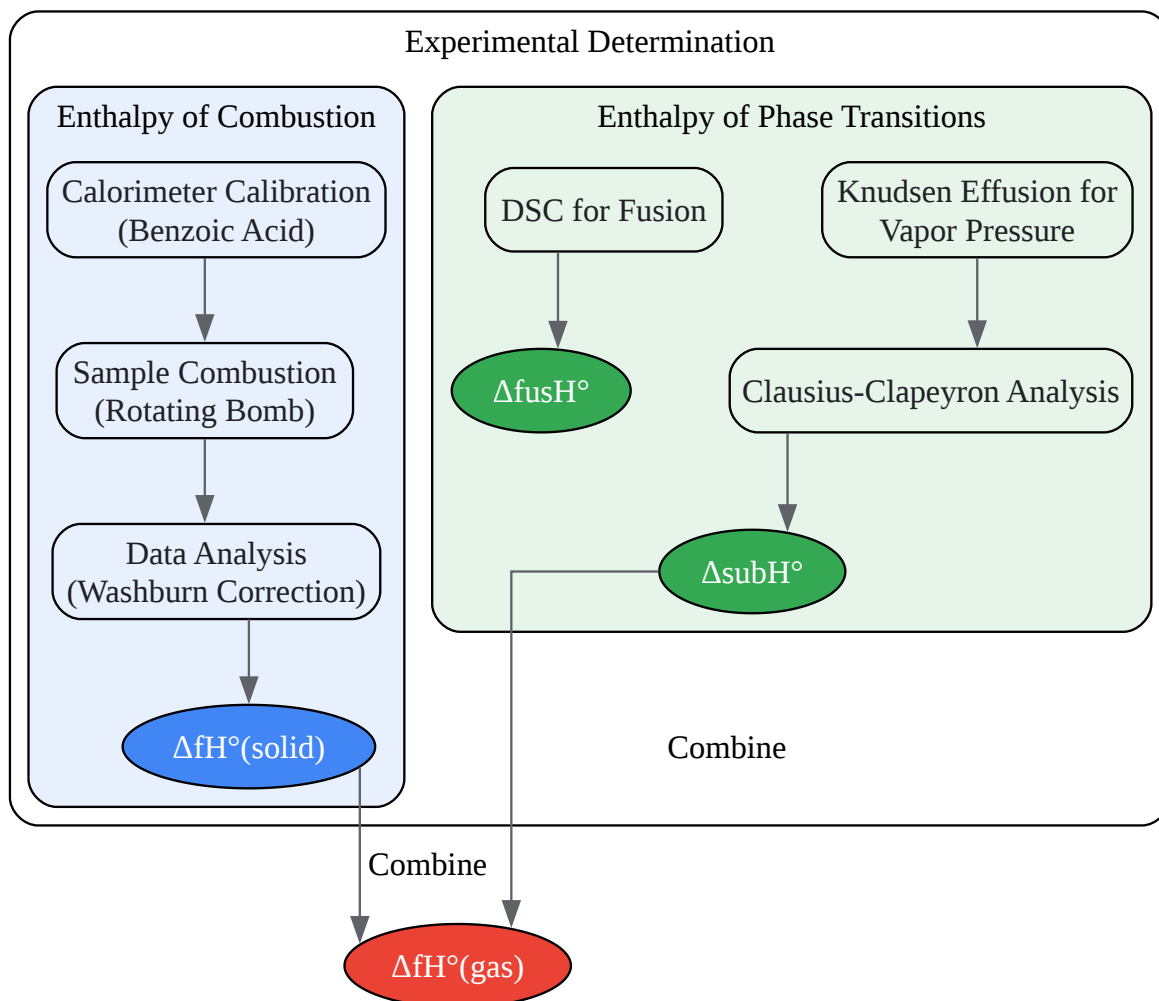 Experimental Determination
Enthalpy of Combustion
Calorimeter Calibration
(Benzoic Acid)
Sample Combustion
(Rotating Bomb)
Data Analysis
(Washburn Correction)
ΔfH°(solid)
Enthalpy of Phase Transitions
DSC for Fusion
ΔfusH°
Knudsen Effusion for
Vapor Pressure
Clausius-Clapeyron Analysis
ΔsubH°
Combine
Combine
ΔfH°(gas)